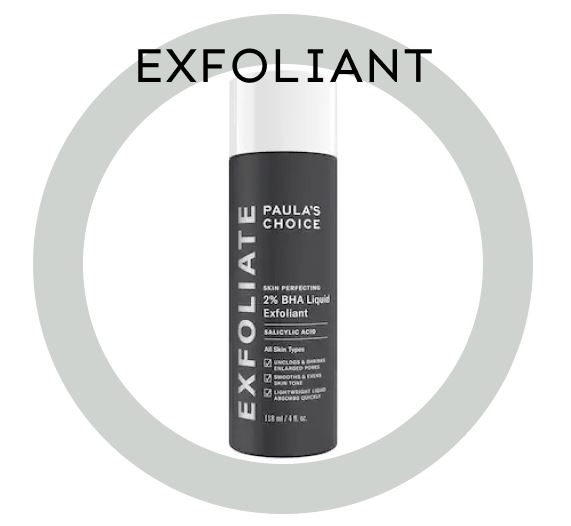 EXFOLIANT
EXFOLIATE
PAULA'S
CHOICE
SKIN PERFECTING
2% BHA Liquid
Exfoliant
SALICYLIC ACID
All Skin Types
UNCLOGS & SHRINKS
ENLARGED PORES
SMOOTHS & EVENS
SKIN TONE
LIGHTWEIGHT LIQUID
ABSORBS QUICKLY
118 ml / 4 fl. oz.